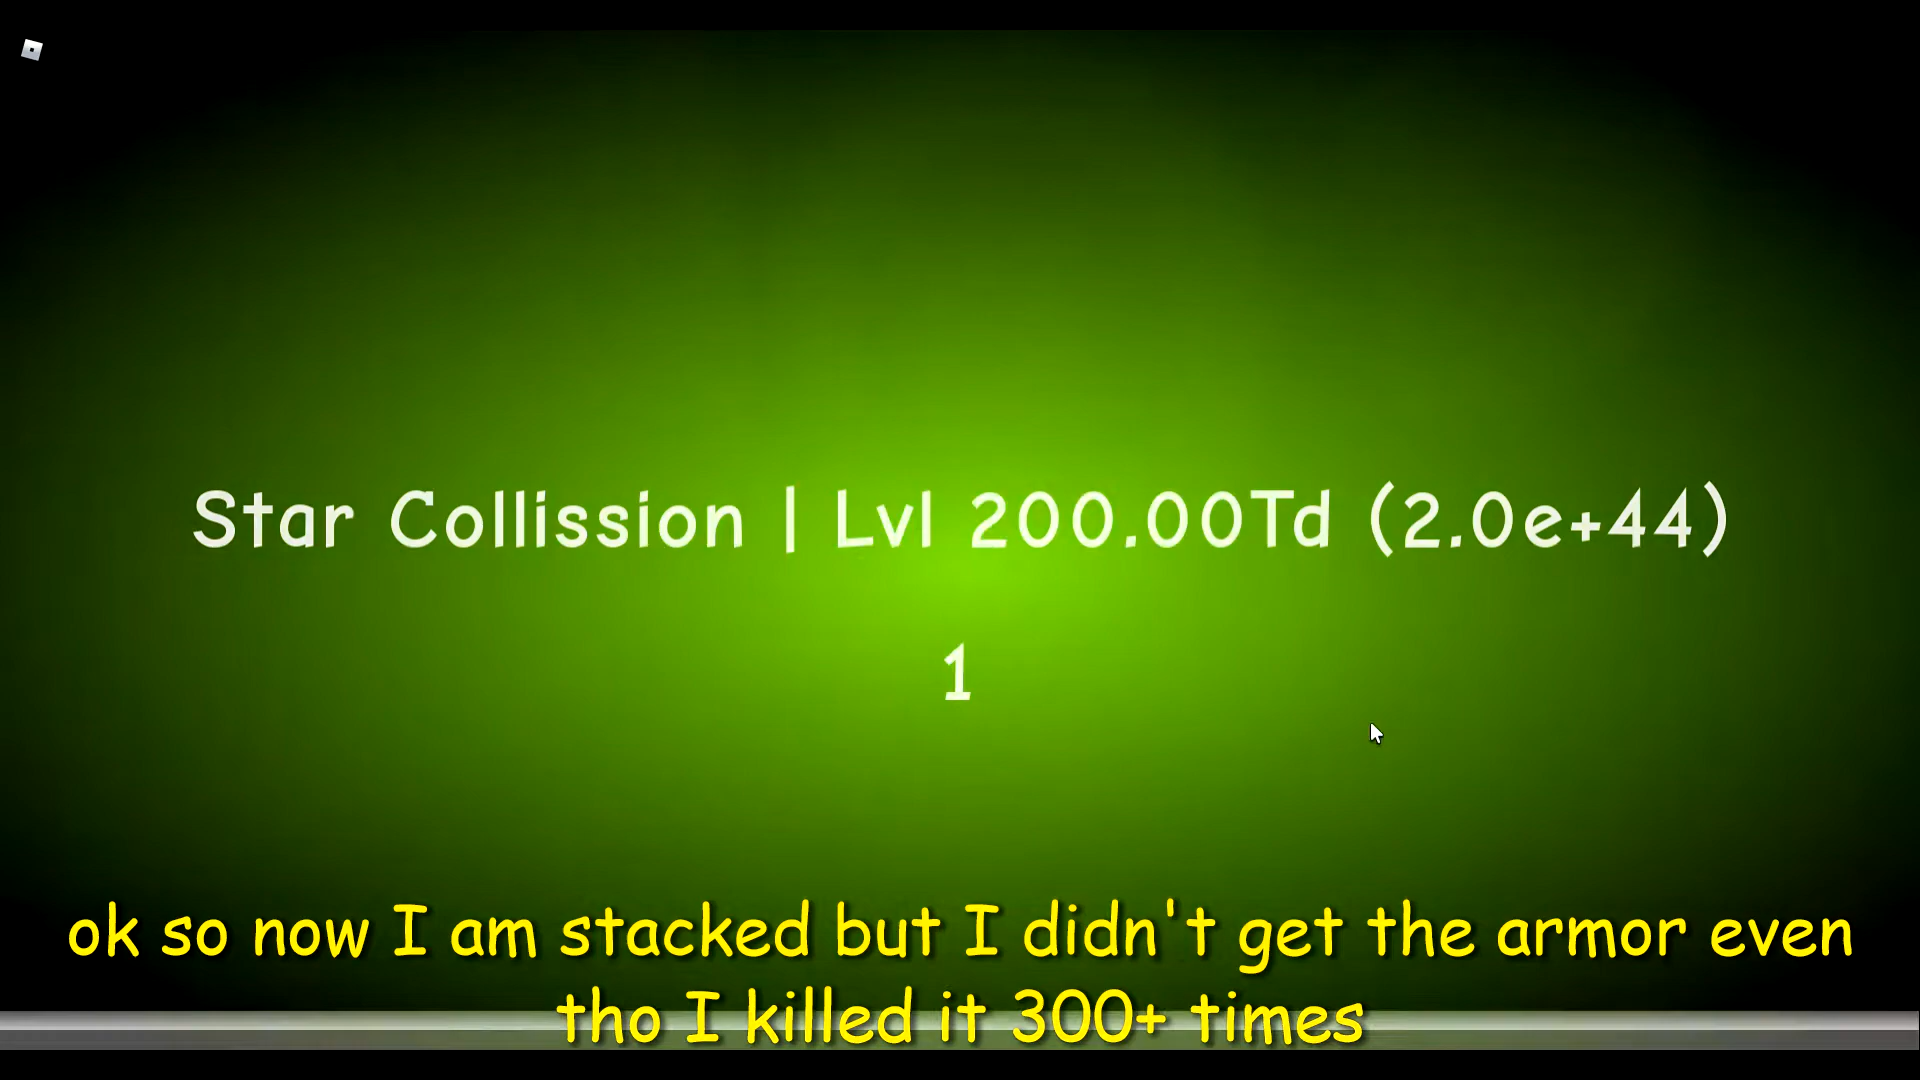 Star Collission | Lvl 200.00Td (2.0e+44)
1
ok so now I am stacked but I didn't get the armor even
tho I killed it 300+ times